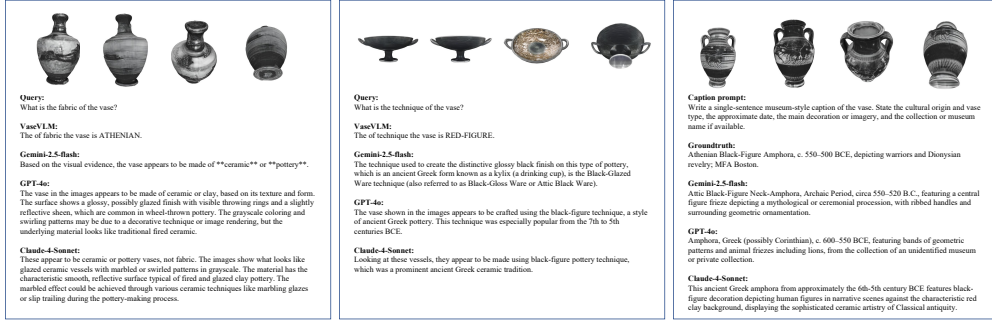 Query:
What is the fabric of the vase?
VaseVLM:
The of fabric the vase is ATHENIAN.
Gemini-2.5-flash:
Based on the visual evidence, the vase appears to be made of **ceramic** or **pottery**.
GPT-4o:
The vase in the images appears to be made of ceramic or clay, based on its texture and form.
The surface shows a glossy, possibly glazed finish with visible throwing rings and a slightly
reflective sheen, which are common in wheel-thrown pottery. The grayscale coloring and
swirling patterns may be due to a decorative technique or image rendering, but the
underlying material looks like traditional fired ceramic.
Claude-4-Sonnet:
These appear to be ceramic or pottery vases, not fabric. The images show what looks like
glazed ceramic vessels with marbled or swirled patterns in grayscale. The material has the
characteristic smooth, reflective surface typical of fired and glazed clay pottery. The
marbled effect could be achieved through various ceramic techniques like marbling glazes
or slip trailing during the pottery-making process.
Query:
What is the technique of the vase?
VaseVLM:
The of technique the vase is RED-FIGURE.
Gemini-2.5-flash:
The technique used to create the distinctive glossy black finish on this type of pottery,
which is an ancient Greek form known as a kylix (a drinking cup), is the Black-Glazed
Ware technique (also referred to as Black-Gloss Ware or Attic Black Ware).
GPT-4o:
The vase shown in the images appears to be crafted using the black-figure technique, a style
of ancient Greek pottery. This technique was especially popular from the 7th to 5th
centuries BCE.
Claude-4-Sonnet:
Looking at these vessels, they appear to be made using black-figure pottery technique,
which was a prominent ancient Greek ceramic tradition.
Caption prompt:
Write a single-sentence museum-style caption of the vase. State the cultural origin and vase
type, the approximate date, the main decoration or imagery, and the collection or museum
name if available.
Groundtruth:
Athenian Black-Figure Amphora, c. 550–500 BCE, depicting warriors and Dionysian
revelry; MFA Boston.
Gemini-2.5-flash:
Attic Black-Figure Neck-Amphora, Archaic Period, circa 550–520 B.C., featuring a central
figure frieze depicting a mythological or ceremonial procession, with ribbed handles and
surrounding geometric ornamentation.
GPT-4o:
Amphora, Greek (possibly Corinthian), c. 600–550 BCE, featuring bands of geometric
patterns and animal friezes including lions, from the collection of an unidentified museum
or private collection.
Claude-4-Sonnet:
This ancient Greek amphora from approximately the 6th-5th century BCE features black-
figure decoration depicting human figures in narrative scenes against the characteristic red
clay background, displaying the sophisticated ceramic artistry of Classical antiquity.